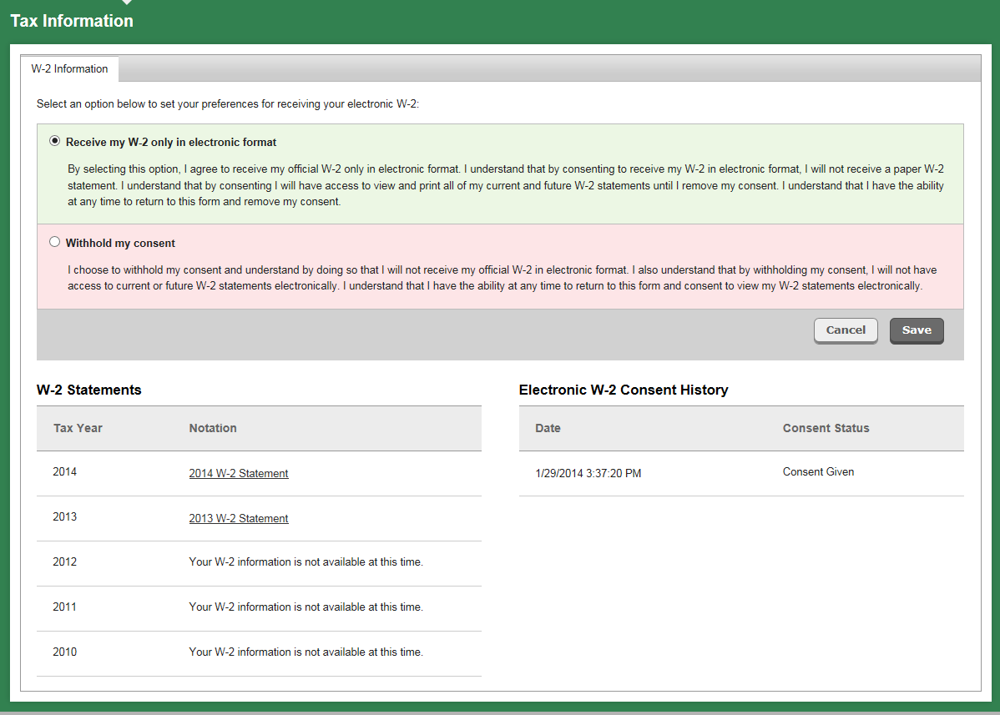 Tax Information
W-2 Information
Select an option below to set your preferences for receiving your electronic W-2:
Receive my W-2 only in electronic format
By selecting this option, I agree to receive my official W-2 only in electronic format. I understand that by consenting to receive my W-2 in electronic format, I will not receive a paper W-2
statement. I understand that by consenting I will have access to view and print all of my current and future W-2 statements until I remove my consent. I understand that I have the ability
at any time to return to this form and remove my consent.
Withhold my consent
I choose to withhold my consent and understand by doing so that I will not receive my official W-2 in electronic format. I also understand that by withholding my consent, I will not have
access to current or future W-2 statements electronically. I understand that I have the ability at any time to return to this form and consent to view my W-2 statements electronically.
Cancel Save
W-2 Statements
Tax Year Notation
2014 2014 W-2 Statement
2013 2013 W-2 Statement
2012 Your W-2 information is not available at this time.
2011 Your W-2 information is not available at this time.
2010 Your W-2 information is not available at this time.
Electronic W-2 Consent History
Date Consent Status
1/29/2014 3:37:20 PM Consent Given